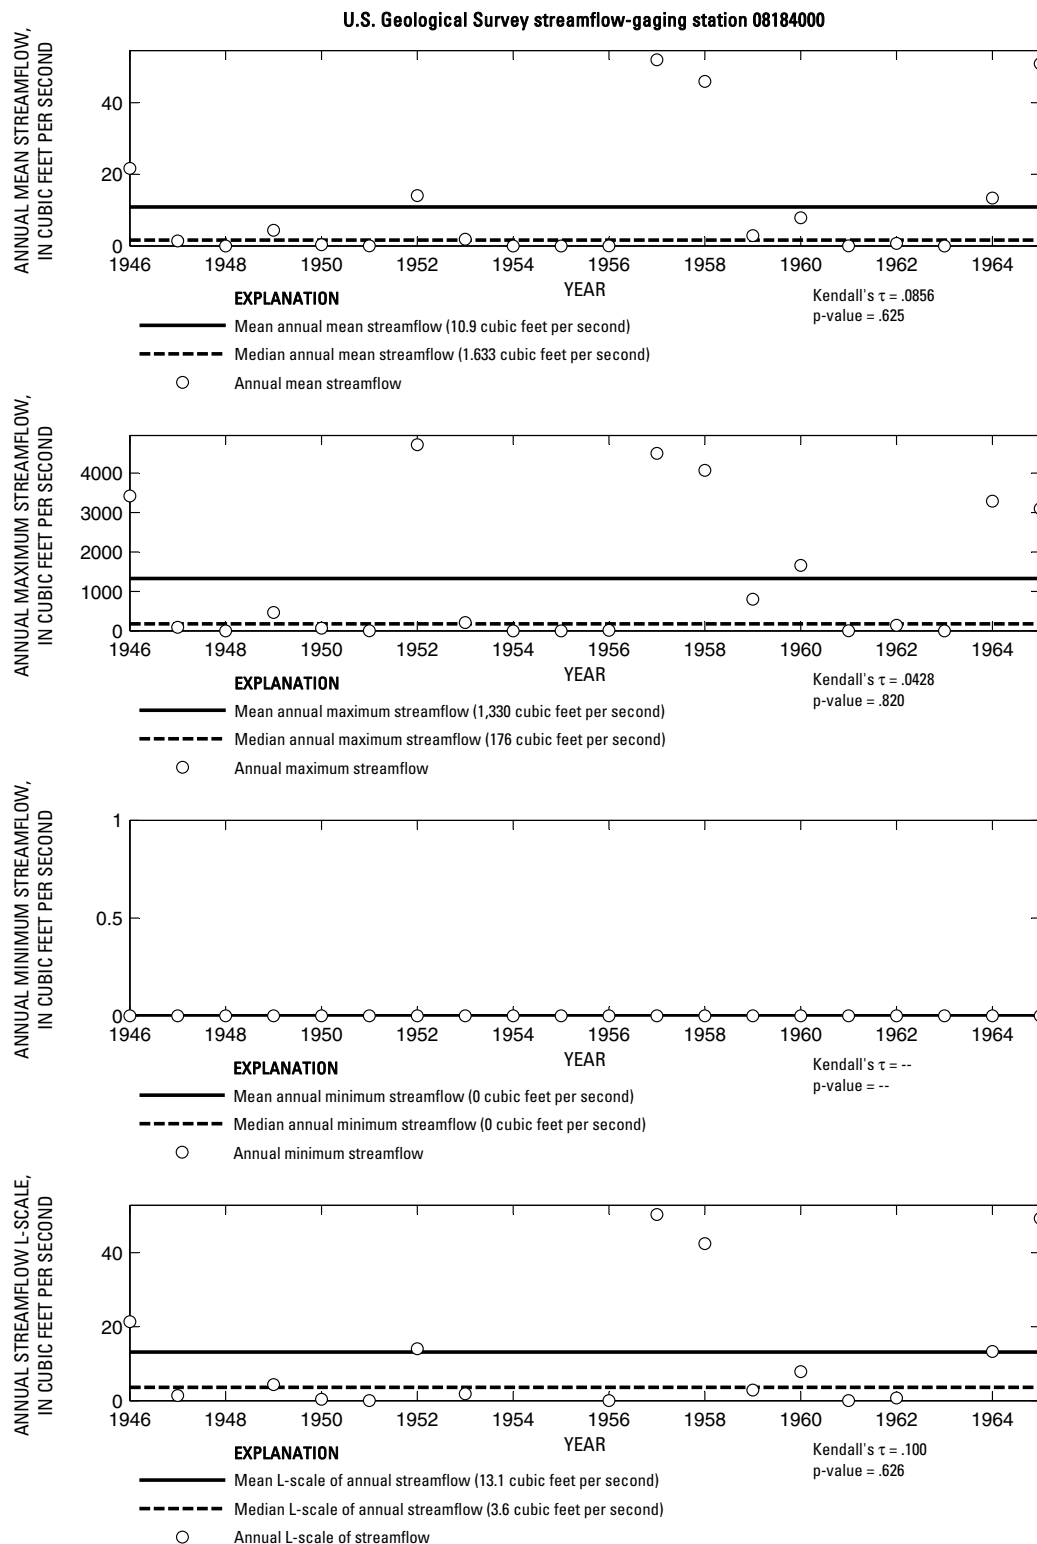 U.S. Geological Survey streamflow-gaging station 08184000
ANNUAL MEAN STREAMFLOW,
IN CUBIC FEET PER SECOND
40
20
0
1946 1948 1950 1952 1954 1956 1958 1960 1962 1964
YEAR
EXPLANATION
Mean annual mean streamflow (10.9 cubic feet per second)
Median annual mean streamflow (1.633 cubic feet per second)
Annual mean streamflow
Kendall's τ = .0856
p-value = .625
ANNUAL MAXIMUM STREAMFLOW,
IN CUBIC FEET PER SECOND
4000
3000
2000
1000
0
1946 1948 1950 1952 1954 1956 1958 1960 1962 1964
YEAR
EXPLANATION
Mean annual maximum streamflow (1,330 cubic feet per second)
Median annual maximum streamflow (176 cubic feet per second)
Annual maximum streamflow
Kendall's τ = .0428
p-value = .820
ANNUAL MINIMUM STREAMFLOW,
IN CUBIC FEET PER SECOND
1
0.5
0
1946 1948 1950 1952 1954 1956 1958 1960 1962 1964
YEAR
EXPLANATION
Mean annual minimum streamflow (0 cubic feet per second)
Median annual minimum streamflow (0 cubic feet per second)
Annual minimum streamflow
Kendall's τ = --
p-value = --
ANNUAL STREAMFLOW L-SCALE,
IN CUBIC FEET PER SECOND
40
20
0
1946 1948 1950 1952 1954 1956 1958 1960 1962 1964
YEAR
EXPLANATION
Mean L-scale of annual streamflow (13.1 cubic feet per second)
Median L-scale of annual streamflow (3.6 cubic feet per second)
Annual L-scale of streamflow
Kendall's τ = .100
p-value = .626